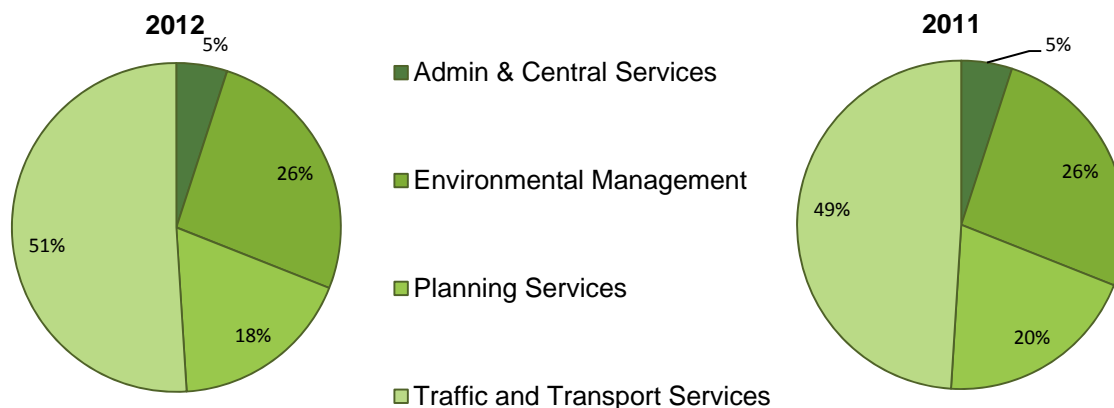 2012
5%
26%
18%
51%
Admin & Central Services
Environmental Management
Planning Services
Traffic and Transport Services
2011
5%
26%
20%
49%